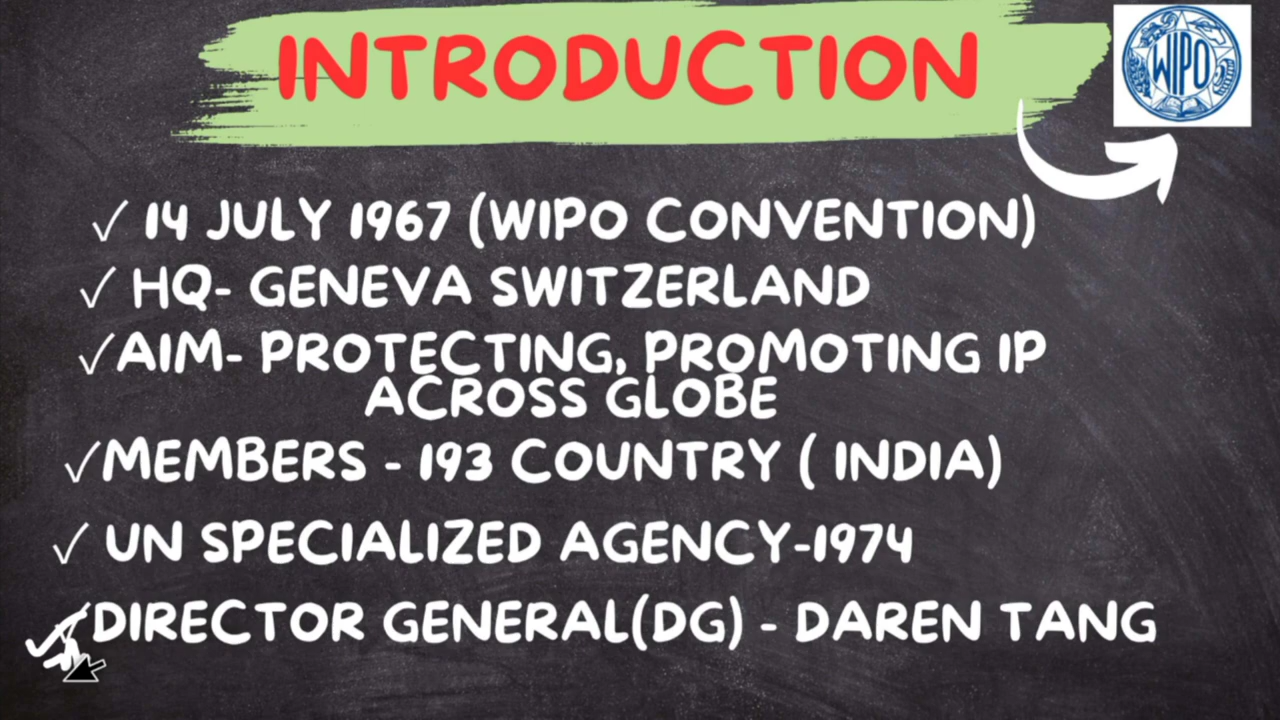 INTRODUCTION
WIPO
✓ 14 JULY 1967 (WIPO CONVENTION)
✓ HQ- GENEVA SWITZERLAND
✓AIM- PROTECTING, PROMOTING IP
ACROSS GLOBE
✓MEMBERS - 193 COUNTRY ( INDIA)
✓ UN SPECIALIZED AGENCY-1974
✓DIRECTOR GENERAL(DG) - DAREN TANG